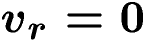 v_r = 0